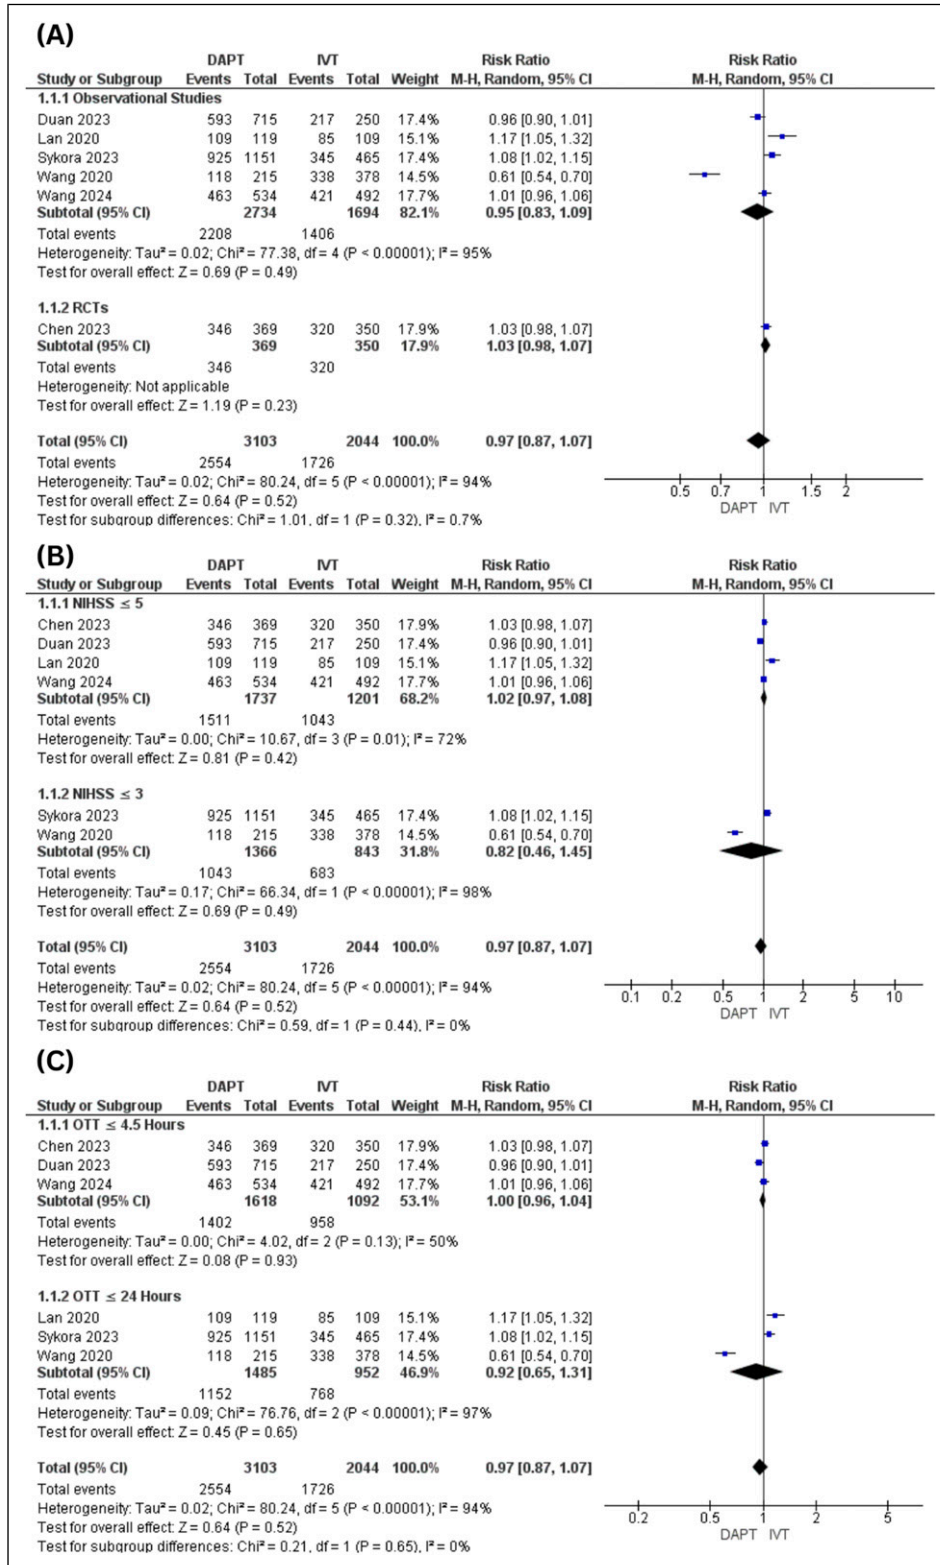 (A)
DAPT IVT Risk Ratio Risk Ratio
Study or Subgroup Events Total Events Total Weight M-H, Random, 95% CI M-H, Random, 95% CI
1.1.1 Observational Studies
Duan 2023 593 715 217 250 17.4% 0.96 [0.90, 1.01]
Lan 2020 109 119 85 109 15.1% 1.17 [1.05, 1.32]
Sykora 2023 925 1151 345 465 17.4% 1.08 [1.02, 1.15]
Wang 2020 118 215 338 378 14.5% 0.61 [0.54, 0.70]
Wang 2024 463 534 421 492 17.7% 1.01 [0.96, 1.06]
Subtotal (95% CI) 2734 1694 82.1% 0.95 [0.83, 1.09]
Total events 2208 1406
Heterogeneity: Tau² = 0.02; Chi² = 77.38, df = 4 (P < 0.00001); I² = 95%
Test for overall effect: Z = 0.69 (P = 0.49)
1.1.2 RCTs
Chen 2023 346 369 320 350 17.9% 1.03 [0.98, 1.07]
Subtotal (95% CI) 369 350 17.9% 1.03 [0.98, 1.07]
Total events 346 320
Heterogeneity: Not applicable
Test for overall effect: Z = 1.19 (P = 0.23)
Total (95% CI) 3103 2044 100.0% 0.97 [0.87, 1.07]
Total events 2554 1726
Heterogeneity: Tau² = 0.02; Chi² = 80.24, df = 5 (P < 0.00001); I² = 94%
Test for overall effect: Z = 0.64 (P = 0.52)
Test for subgroup differences: Chi² = 1.01, df = 1 (P = 0.32), I² = 0.7%
0.5 0.7 1 1.5 2
DAPT IVT
(B)
DAPT IVT Risk Ratio Risk Ratio
Study or Subgroup Events Total Events Total Weight M-H, Random, 95% CI M-H, Random, 95% CI
1.1.1 NIHSS ≤ 5
Chen 2023 346 369 320 350 17.9% 1.03 [0.98, 1.07]
Duan 2023 593 715 217 250 17.4% 0.96 [0.90, 1.01]
Lan 2020 109 119 85 109 15.1% 1.17 [1.05, 1.32]
Wang 2024 463 534 421 492 17.7% 1.01 [0.96, 1.06]
Subtotal (95% CI) 1737 1201 68.2% 1.02 [0.97, 1.08]
Total events 1511 1043
Heterogeneity: Tau² = 0.00; Chi² = 10.67, df = 3 (P = 0.01); I² = 72%
Test for overall effect: Z = 0.81 (P = 0.42)
1.1.2 NIHSS ≤ 3
Sykora 2023 925 1151 345 465 17.4% 1.08 [1.02, 1.15]
Wang 2020 118 215 338 378 14.5% 0.61 [0.54, 0.70]
Subtotal (95% CI) 1366 843 31.8% 0.82 [0.46, 1.45]
Total events 1043 683
Heterogeneity: Tau² = 0.17; Chi² = 66.34, df = 1 (P < 0.00001); I² = 98%
Test for overall effect: Z = 0.69 (P = 0.49)
Total (95% CI) 3103 2044 100.0% 0.97 [0.87, 1.07]
Total events 2554 1726
Heterogeneity: Tau² = 0.02; Chi² = 80.24, df = 5 (P < 0.00001); I² = 94%
Test for overall effect: Z = 0.64 (P = 0.52)
Test for subgroup differences: Chi² = 0.59, df = 1 (P = 0.44), I² = 0%
0.1 0.2 0.5 1 2 5 10
DAPT IVT
(C)
DAPT IVT Risk Ratio Risk Ratio
Study or Subgroup Events Total Events Total Weight M-H, Random, 95% CI M-H, Random, 95% CI
1.1.1 OTT ≤ 4.5 Hours
Chen 2023 346 369 320 350 17.9% 1.03 [0.98, 1.07]
Duan 2023 593 715 217 250 17.4% 0.96 [0.90, 1.01]
Wang 2024 463 534 421 492 17.7% 1.01 [0.96, 1.06]
Subtotal (95% CI) 1618 1092 53.1% 1.00 [0.96, 1.04]
Total events 1402 958
Heterogeneity: Tau² = 0.00; Chi² = 4.02, df = 2 (P = 0.13); I² = 50%
Test for overall effect: Z = 0.08 (P = 0.93)
1.1.2 OTT ≤ 24 Hours
Lan 2020 109 119 85 109 15.1% 1.17 [1.05, 1.32]
Sykora 2023 925 1151 345 465 17.4% 1.08 [1.02, 1.15]
Wang 2020 118 215 338 378 14.5% 0.61 [0.54, 0.70]
Subtotal (95% CI) 1485 952 46.9% 0.92 [0.65, 1.31]
Total events 1152 768
Heterogeneity: Tau² = 0.09; Chi² = 76.76, df = 2 (P < 0.00001); I² = 97%
Test for overall effect: Z = 0.45 (P = 0.65)
Total (95% CI) 3103 2044 100.0% 0.97 [0.87, 1.07]
Total events 2554 1726
Heterogeneity: Tau² = 0.02; Chi² = 80.24, df = 5 (P < 0.00001); I² = 94%
Test for overall effect: Z = 0.64 (P = 0.52)
Test for subgroup differences: Chi² = 0.21, df = 1 (P = 0.65), I² = 0%
0.2 0.5 1 2 5
DAPT IVT